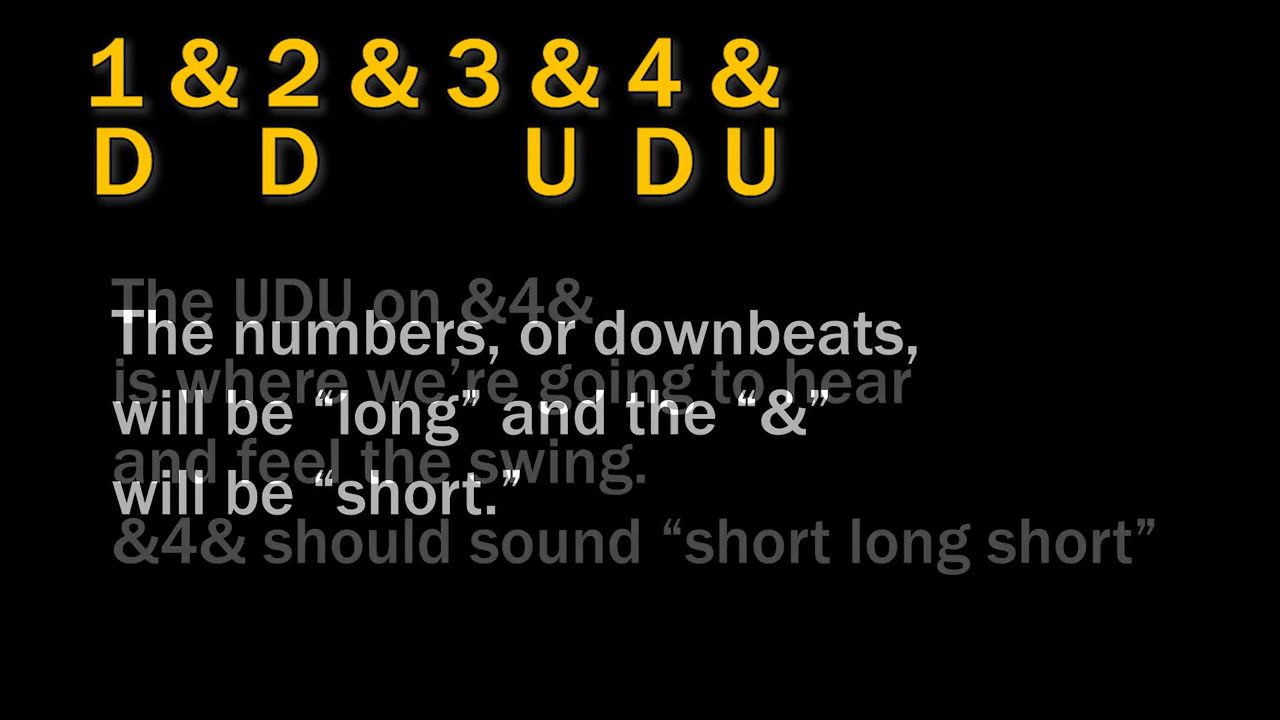 1 & 2 & 3 & 4 &
D D U D U
The UDU on &4&
The numbers, or downbeats,
is where we’re going to hear
will be “long” and the “&”
and feel the swing.
will be “short.”
&4& should sound “short long short”